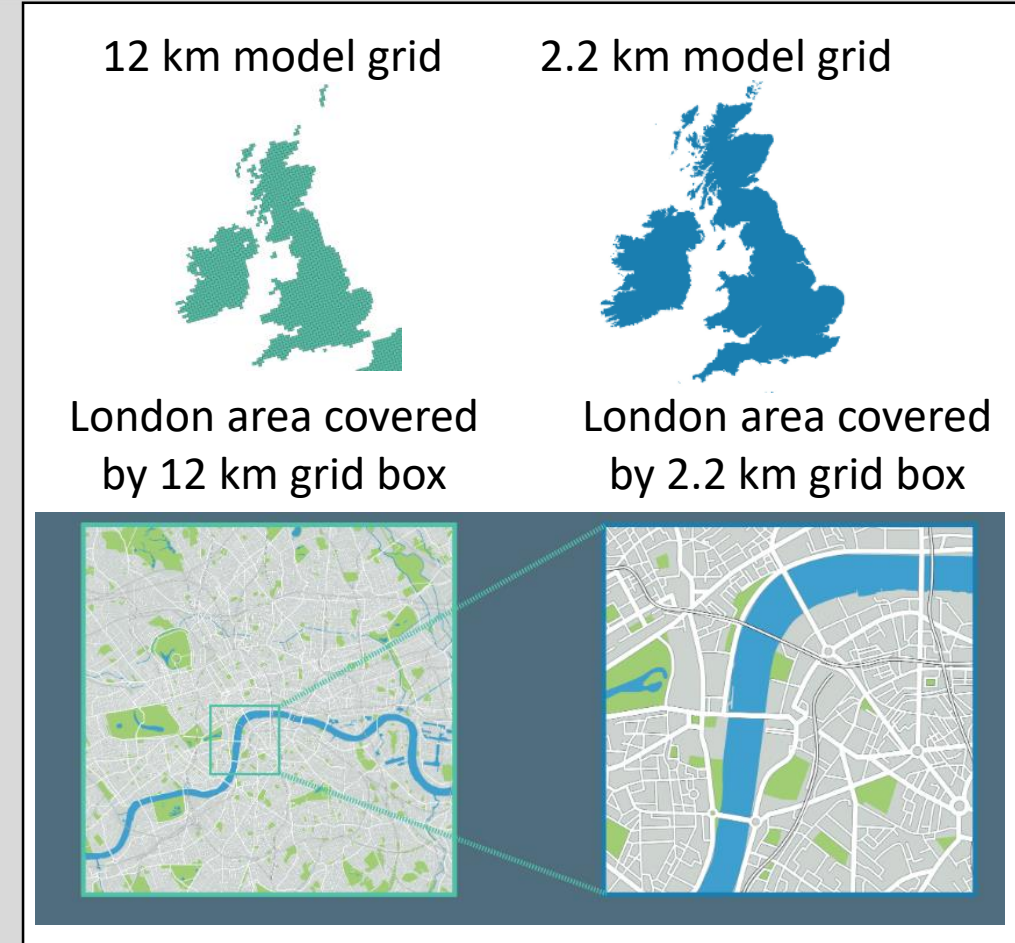 12 km model grid
2.2 km model grid
London area covered
by 12 km grid box
London area covered
by 2.2 km grid box